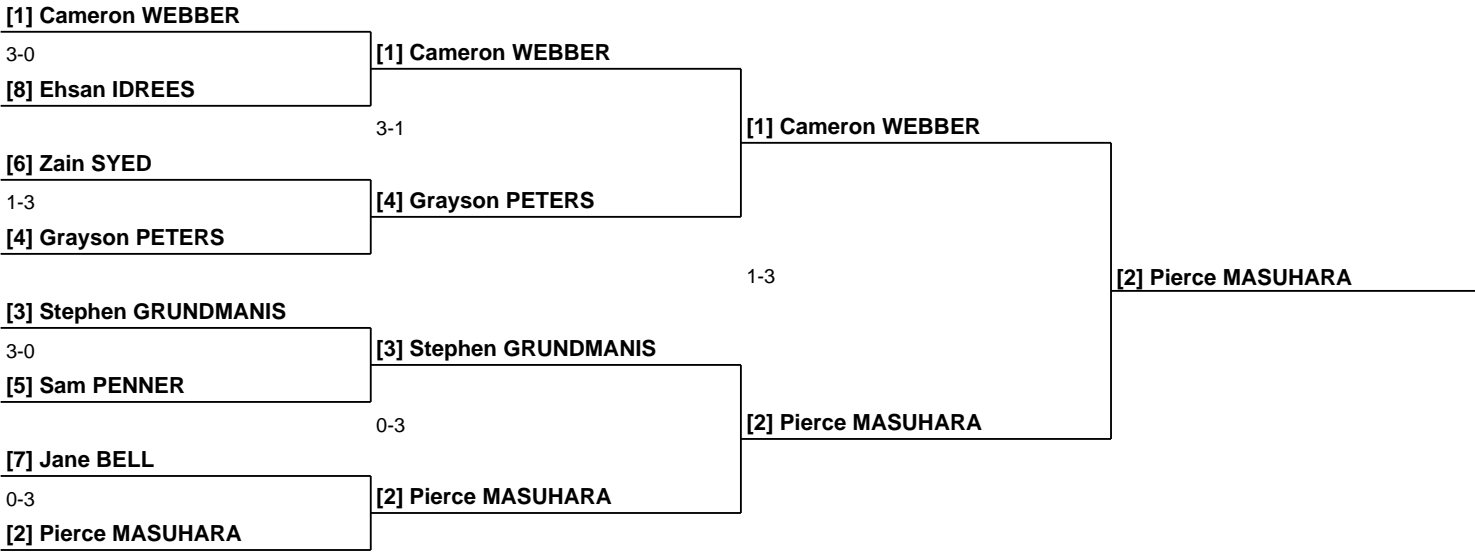 [1] Cameron WEBBER
3-0
[1] Cameron WEBBER
[8] Ehsan IDREES
3-1
[1] Cameron WEBBER
[6] Zain SYED
1-3
[4] Grayson PETERS
[4] Grayson PETERS
1-3
[2] Pierce MASUHARA
[3] Stephen GRUNDMANIS
3-0
[3] Stephen GRUNDMANIS
[5] Sam PENNER
0-3
[2] Pierce MASUHARA
[7] Jane BELL
0-3
[2] Pierce MASUHARA
[2] Pierce MASUHARA